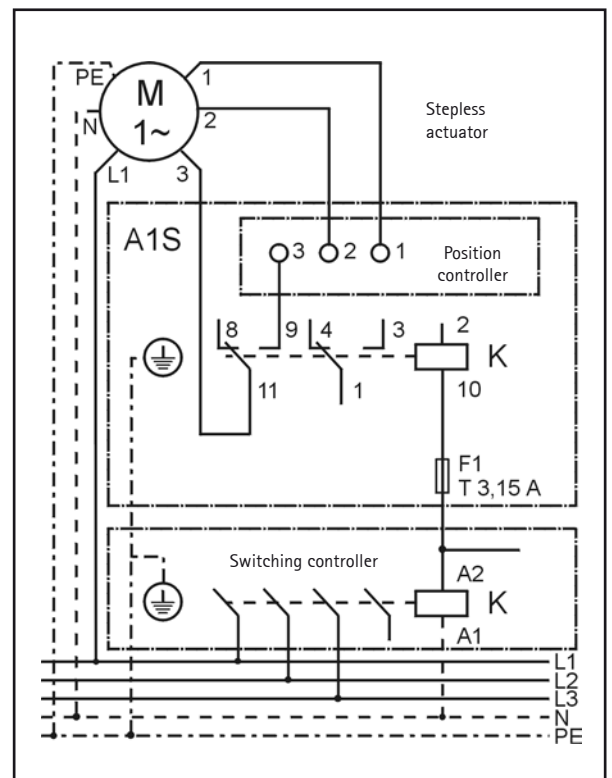 PE
1
M
1~
N
2
L1
3
Stepless
actuator
A1S
3 2 1
Position
controller
8 9 4 3 2
K
11 1 10
F1
T 3,15 A
Switching controller
A2
K
A1
L1
L2
L3
N
PE